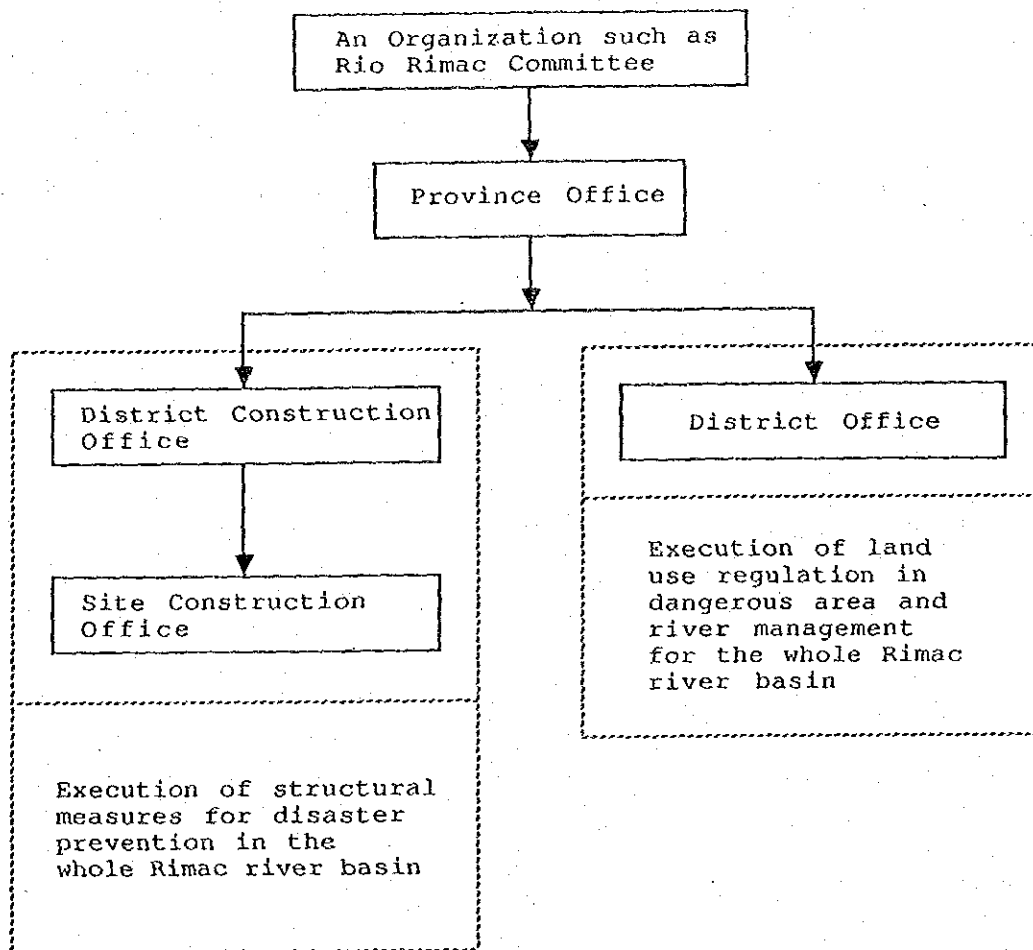 An Organization such as
Rio Rimac Committee
Province Office
District Construction
Office
District Office
Site Construction
Office
Execution of land
use regulation in
dangerous area and
river management
for the whole Rimac
river basin
Execution of structural
measures for disaster
prevention in the
whole Rimac river basin